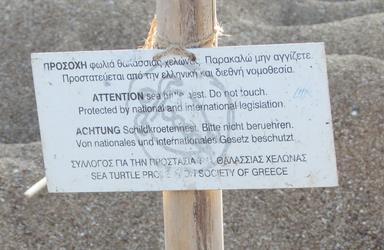 ΠΡΟΣΟΧΗ φωλιά θαλάσσιας χελώνας. Παρακαλώ μην αγγίζετε.
Προστατεύεται από την ελληνική και διεθνή νομοθεσία.
ATTENTION sea turtle nest. Do not touch.
Protected by national and international legislation.
ACHTUNG Schildkroetennest. Bitte nicht beruehren.
Von nationales und internationales Gesetz beschutzt.
ΣΥΛΛΟΓΟΣ ΓΙΑ ΤΗΝ ΠΡΟΣΤΑΣΙΑ ΤΗΣ ΘΑΛΑΣΣΙΑΣ ΧΕΛΩΝΑΣ
SEA TURTLE PROTECTION SOCIETY OF GREECE